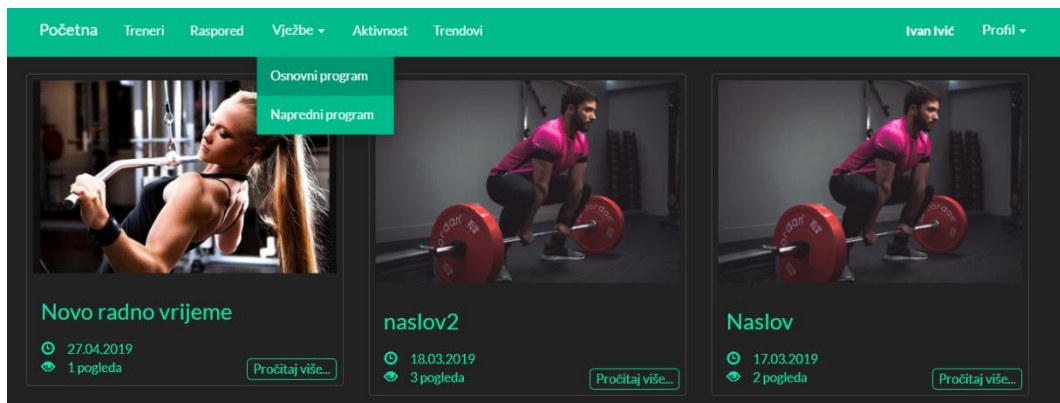 Početna Treneri Raspored Vježbe Aktivnost Trendovi Ivan Ivić Profil
Osnovni program
Napredni program
Novo radno vrijeme
27.04.2019
1 pogleda
Pročitaj više...
naslov2
18.03.2019
3 pogleda
Pročitaj više...
Naslov
17.03.2019
2 pogleda
Pročitaj više...